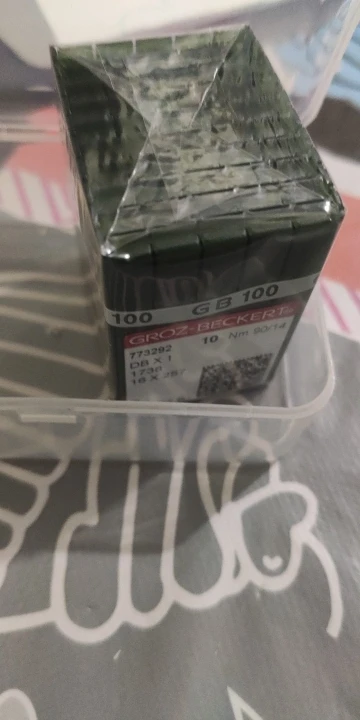 100 GB 100
GROZ-BECKERT
773292 10 Nm 90/14
DB X 1
1738
16 X 257